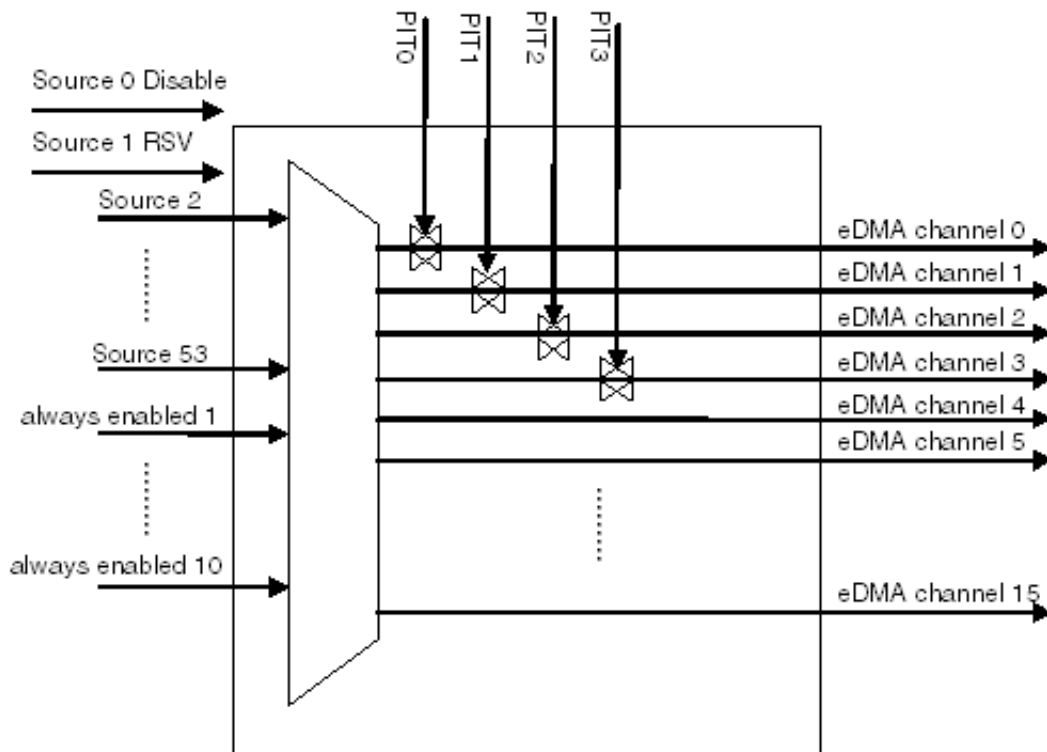 PIT0
PIT1
PIT2
PIT3
Source 0 Disable
Source 1 RSV
Source 2
Source 53
always enabled 1
always enabled 10
eDMA channel 0
eDMA channel 1
eDMA channel 2
eDMA channel 3
eDMA channel 4
eDMA channel 5
eDMA channel 15